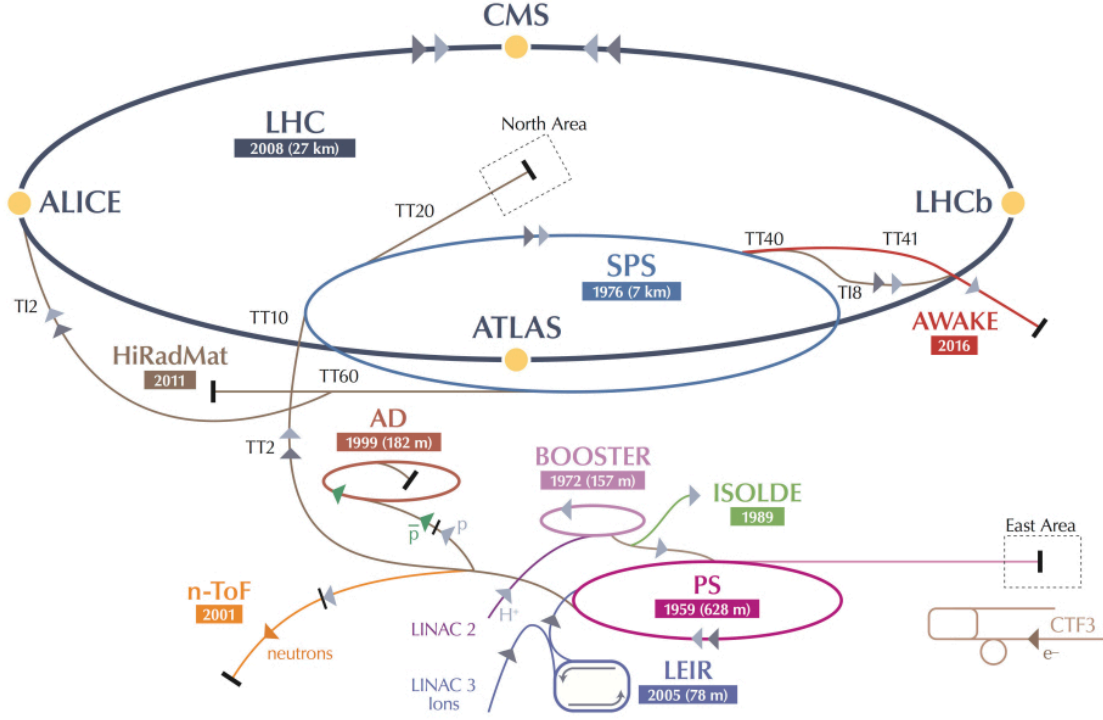 CMS
LHC
2008 (27 km)
North Area
ALICE
LHCb
TT20
TT40
TT41
SPS
1976 (7 km)
TI2
TI8
TT10
ATLAS
AWAKE
2016
HiRadMat
2011
TT60
AD
1999 (182 m)
TT2
BOOSTER
1972 (157 m)
ISOLDE
1989
p̅
p
East Area
n-ToF
2001
PS
1959 (628 m)
H⁺
LINAC 2
neutrons
CTF3
e⁻
LEIR
2005 (78 m)
LINAC 3
Ions